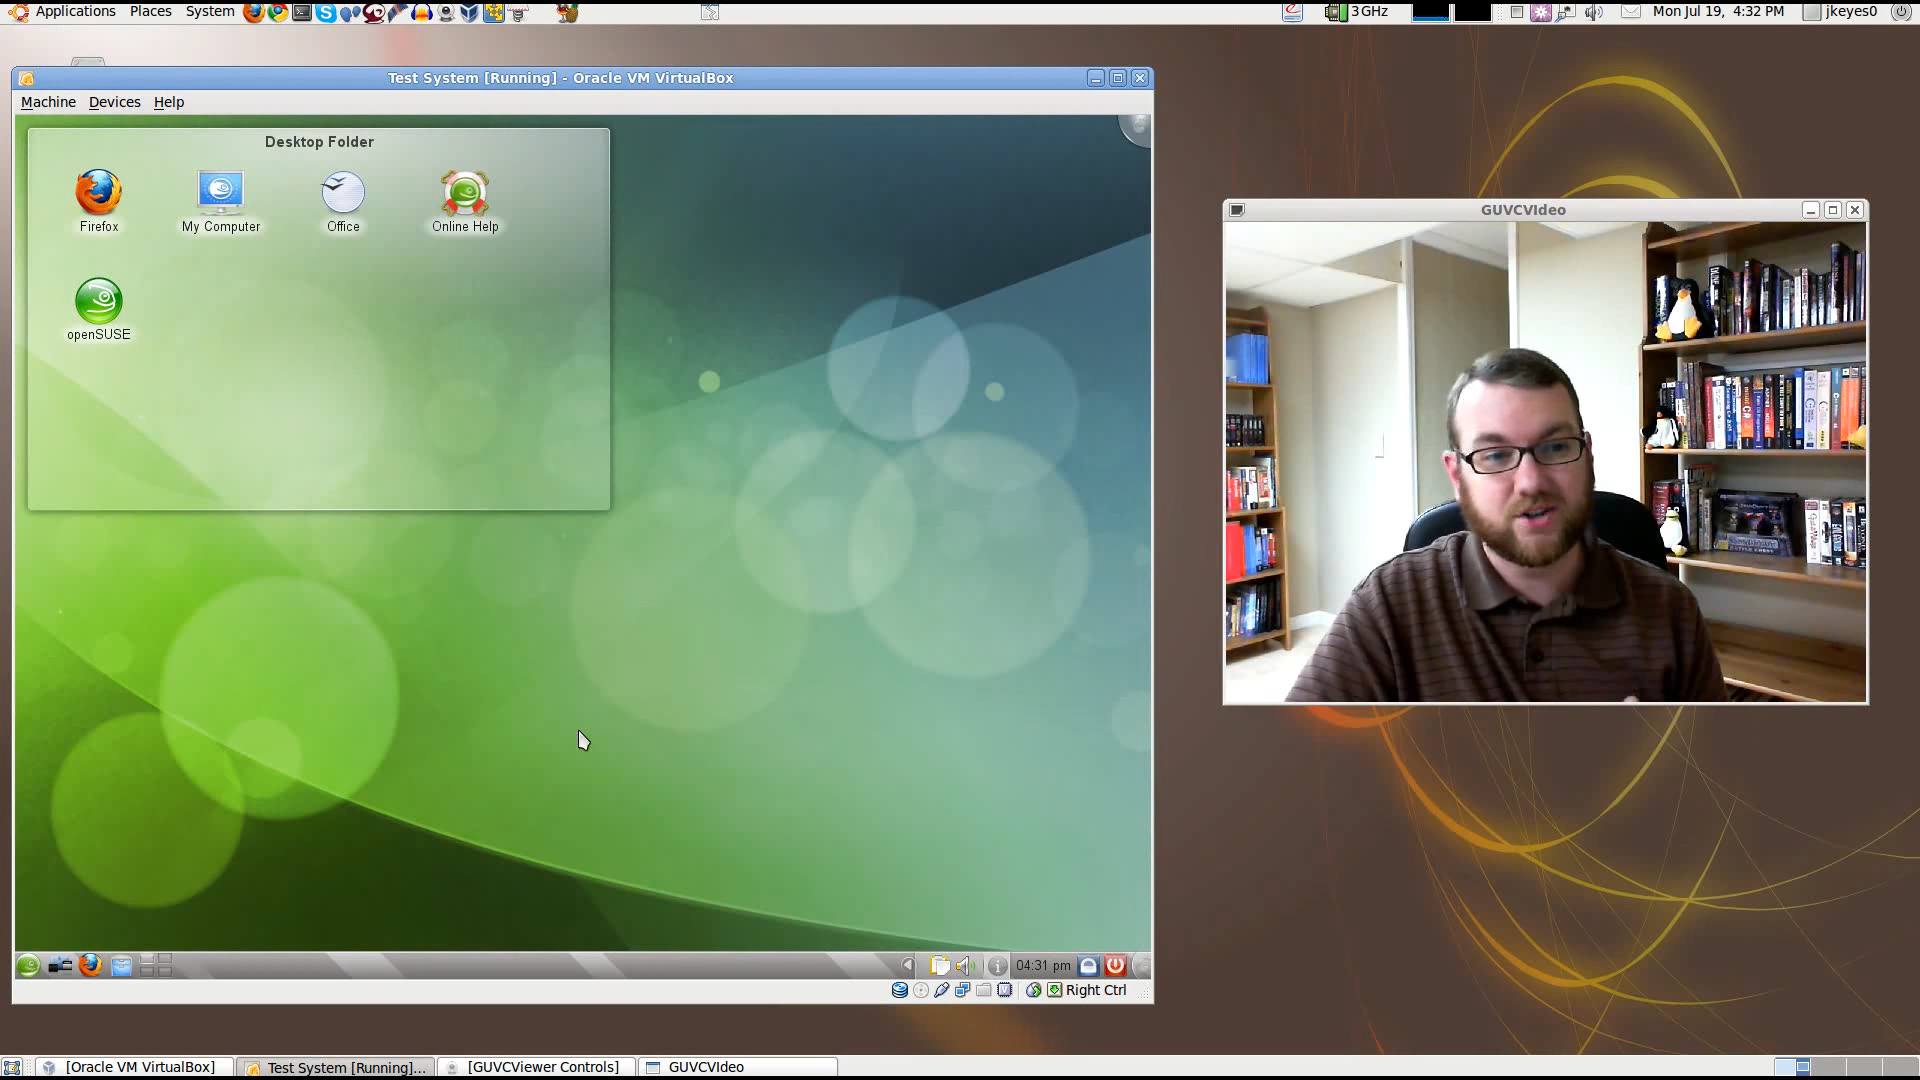 Applications Places System
3 GHz
Mon Jul 19, 4:32 PM
jkeyes0
Test System [Running] - Oracle VM VirtualBox
Machine Devices Help
Desktop Folder
Firefox
My Computer
Office
Online Help
openSUSE
GUVCVIdeo
04:31 pm
Right Ctrl
[Oracle VM VirtualBox]
Test System [Running]...
[GUVCViewer Controls]
GUVCVIdeo